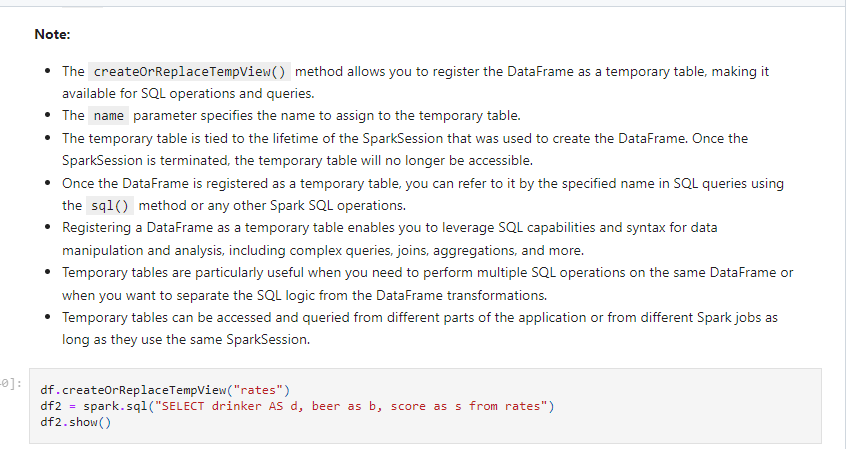 Note:
• The createOrReplaceTempView() method allows you to register the DataFrame as a temporary table, making it
available for SQL operations and queries.
• The name parameter specifies the name to assign to the temporary table.
• The temporary table is tied to the lifetime of the SparkSession that was used to create the DataFrame. Once the
SparkSession is terminated, the temporary table will no longer be accessible.
• Once the DataFrame is registered as a temporary table, you can refer to it by the specified name in SQL queries using
the sql() method or any other Spark SQL operations.
• Registering a DataFrame as a temporary table enables you to leverage SQL capabilities and syntax for data
manipulation and analysis, including complex queries, joins, aggregations, and more.
• Temporary tables are particularly useful when you need to perform multiple SQL operations on the same DataFrame or
when you want to separate the SQL logic from the DataFrame transformations.
• Temporary tables can be accessed and queried from different parts of the application or from different Spark jobs as
long as they use the same SparkSession.
0]:
df.createOrReplaceTempView("rates")
df2 = spark.sql("SELECT drinker AS d, beer as b, score as s from rates")
df2.show()